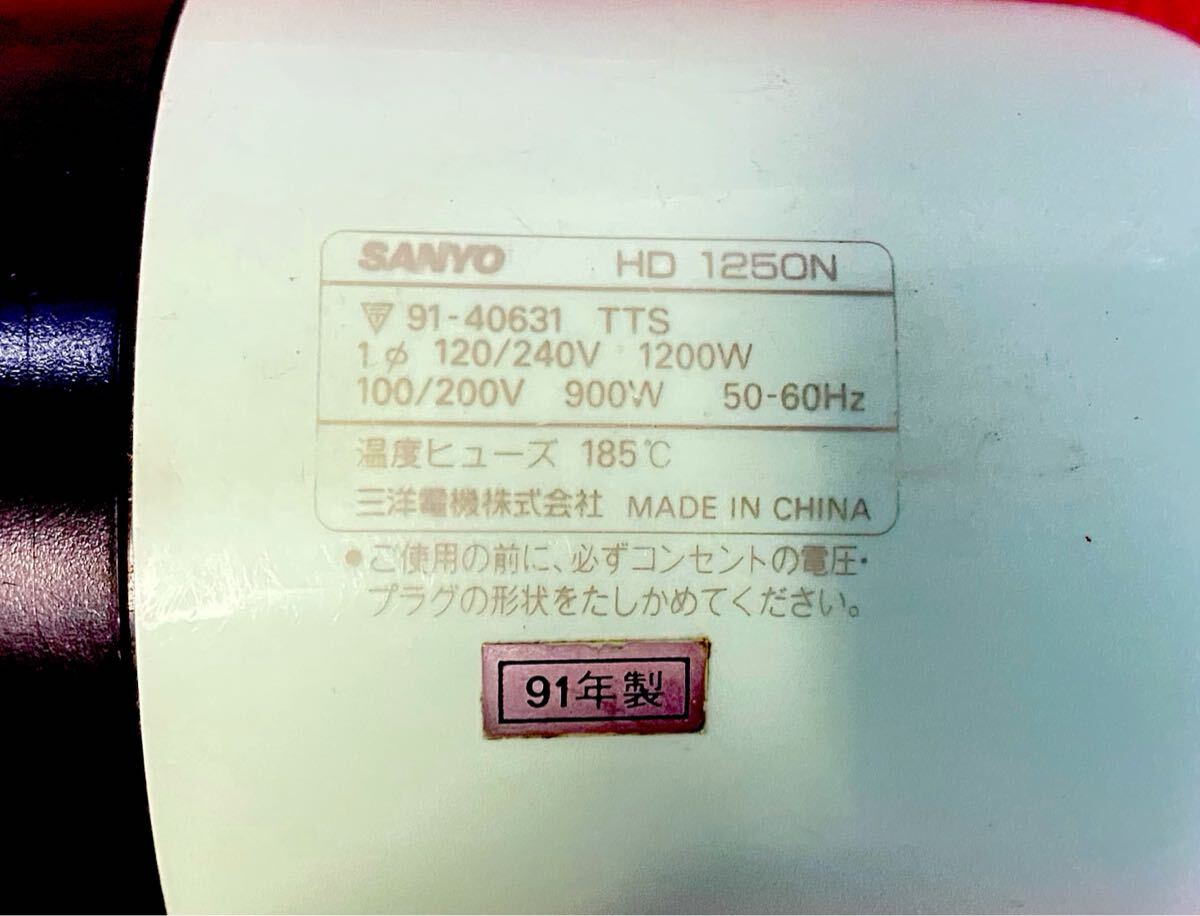 SANYO HD 1250N
91-40631 TTS
1φ 120/240V 1200W
100/200V 900W 50-60Hz
温度ヒューズ 185℃
三洋電機株式会社 MADE IN CHINA
●ご使用の前に、必ずコンセントの電圧・
プラグの形状をたしかめてください。
91年製